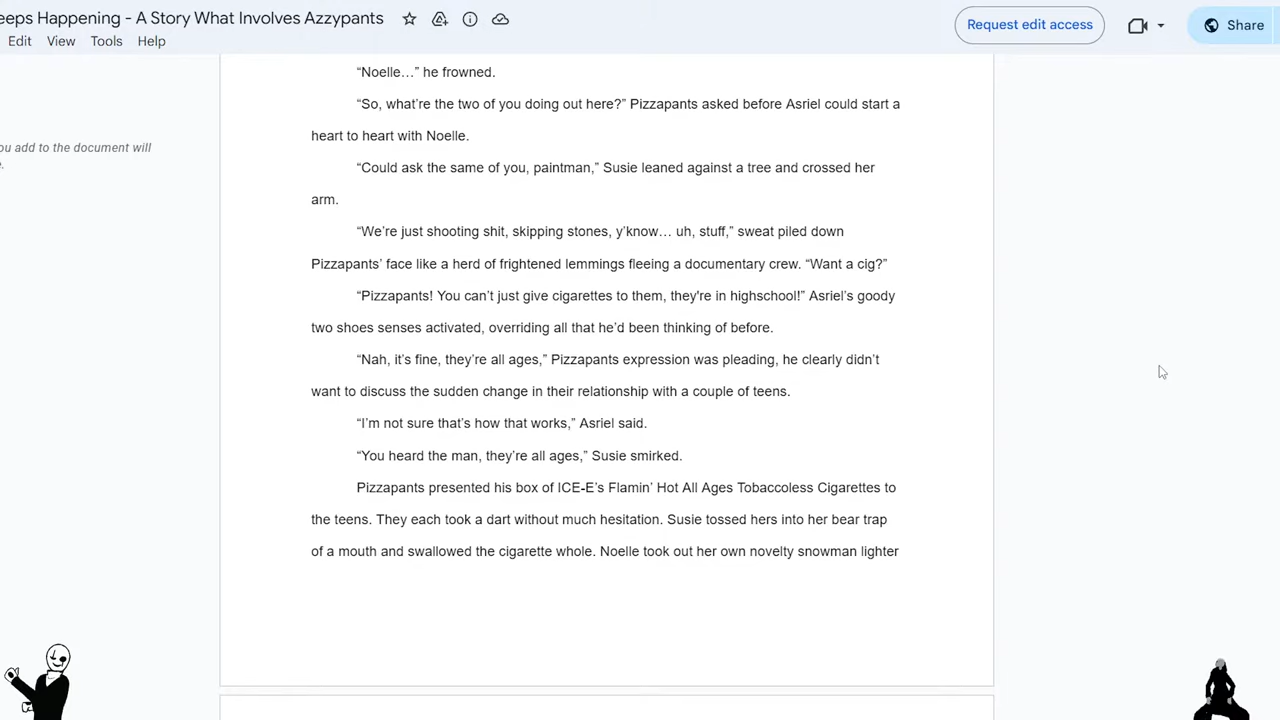 eeps Happening - A Story What Involves Azzypants
Request edit access
Share
Edit View Tools Help
“Noelle…” he frowned.
“So, what’re the two of you doing out here?” Pizzapants asked before Asriel could start a
heart to heart with Noelle.
ou add to the document will
e.
“Could ask the same of you, paintman,” Susie leaned against a tree and crossed her
arm.
“We’re just shooting shit, skipping stones, y’know… uh, stuff,” sweat piled down
Pizzapants’ face like a herd of frightened lemmings fleeing a documentary crew. “Want a cig?”
“Pizzapants! You can’t just give cigarettes to them, they're in highschool!” Asriel’s goody
two shoes senses activated, overriding all that he’d been thinking of before.
“Nah, it’s fine, they’re all ages,” Pizzapants expression was pleading, he clearly didn’t
want to discuss the sudden change in their relationship with a couple of teens.
“I’m not sure that’s how that works,” Asriel said.
“You heard the man, they’re all ages,” Susie smirked.
Pizzapants presented his box of ICE-E’s Flamin’ Hot All Ages Tobaccoless Cigarettes to
the teens. They each took a dart without much hesitation. Susie tossed hers into her bear trap
of a mouth and swallowed the cigarette whole. Noelle took out her own novelty snowman lighter